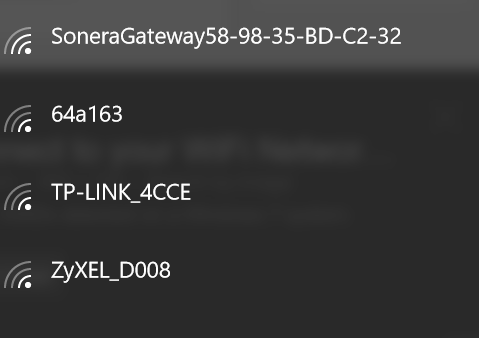 SoneraGateway58-98-35-BD-C2-32
64a163
TP-LINK_4CCE
ZyXEL_D008